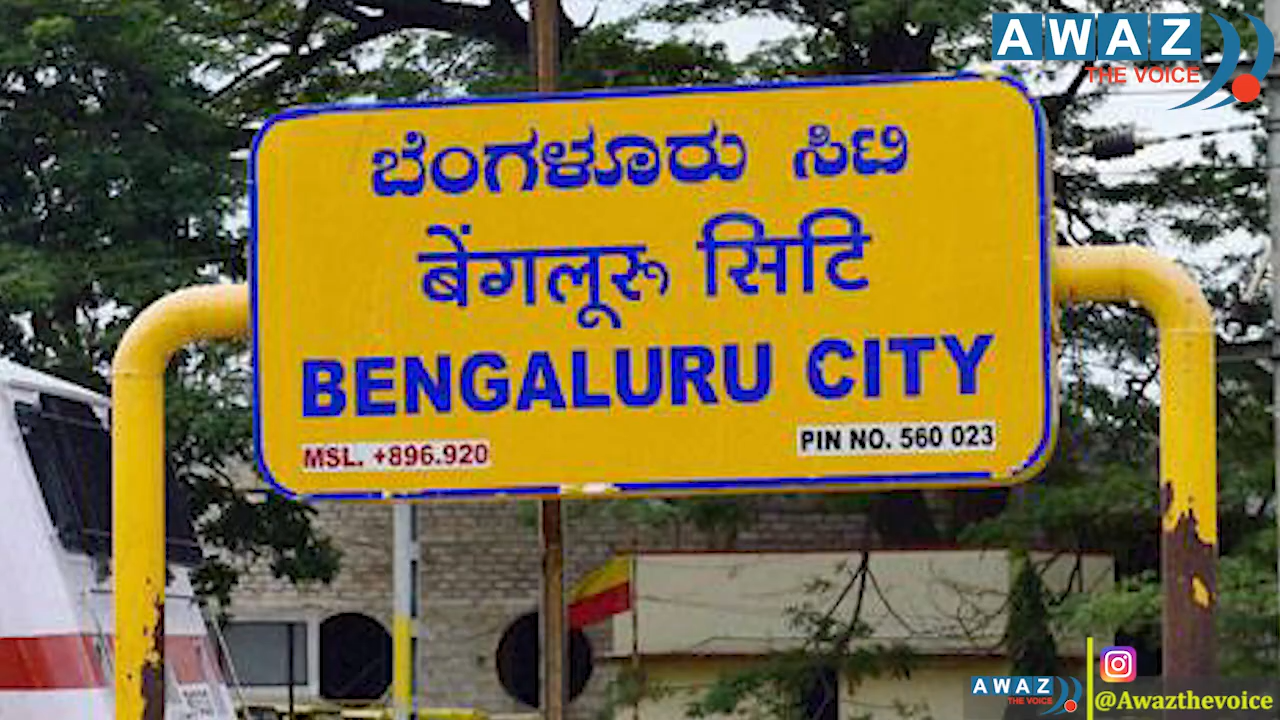 AWAZ
THE VOICE
ಬೆಂಗಳೂರು ಸಿಟಿ
बेंगलूरू सिटि
BENGALURU CITY
MSL. +896.920
PIN NO. 560 023
AWAZ
THE VOICE
@Awazthevoice